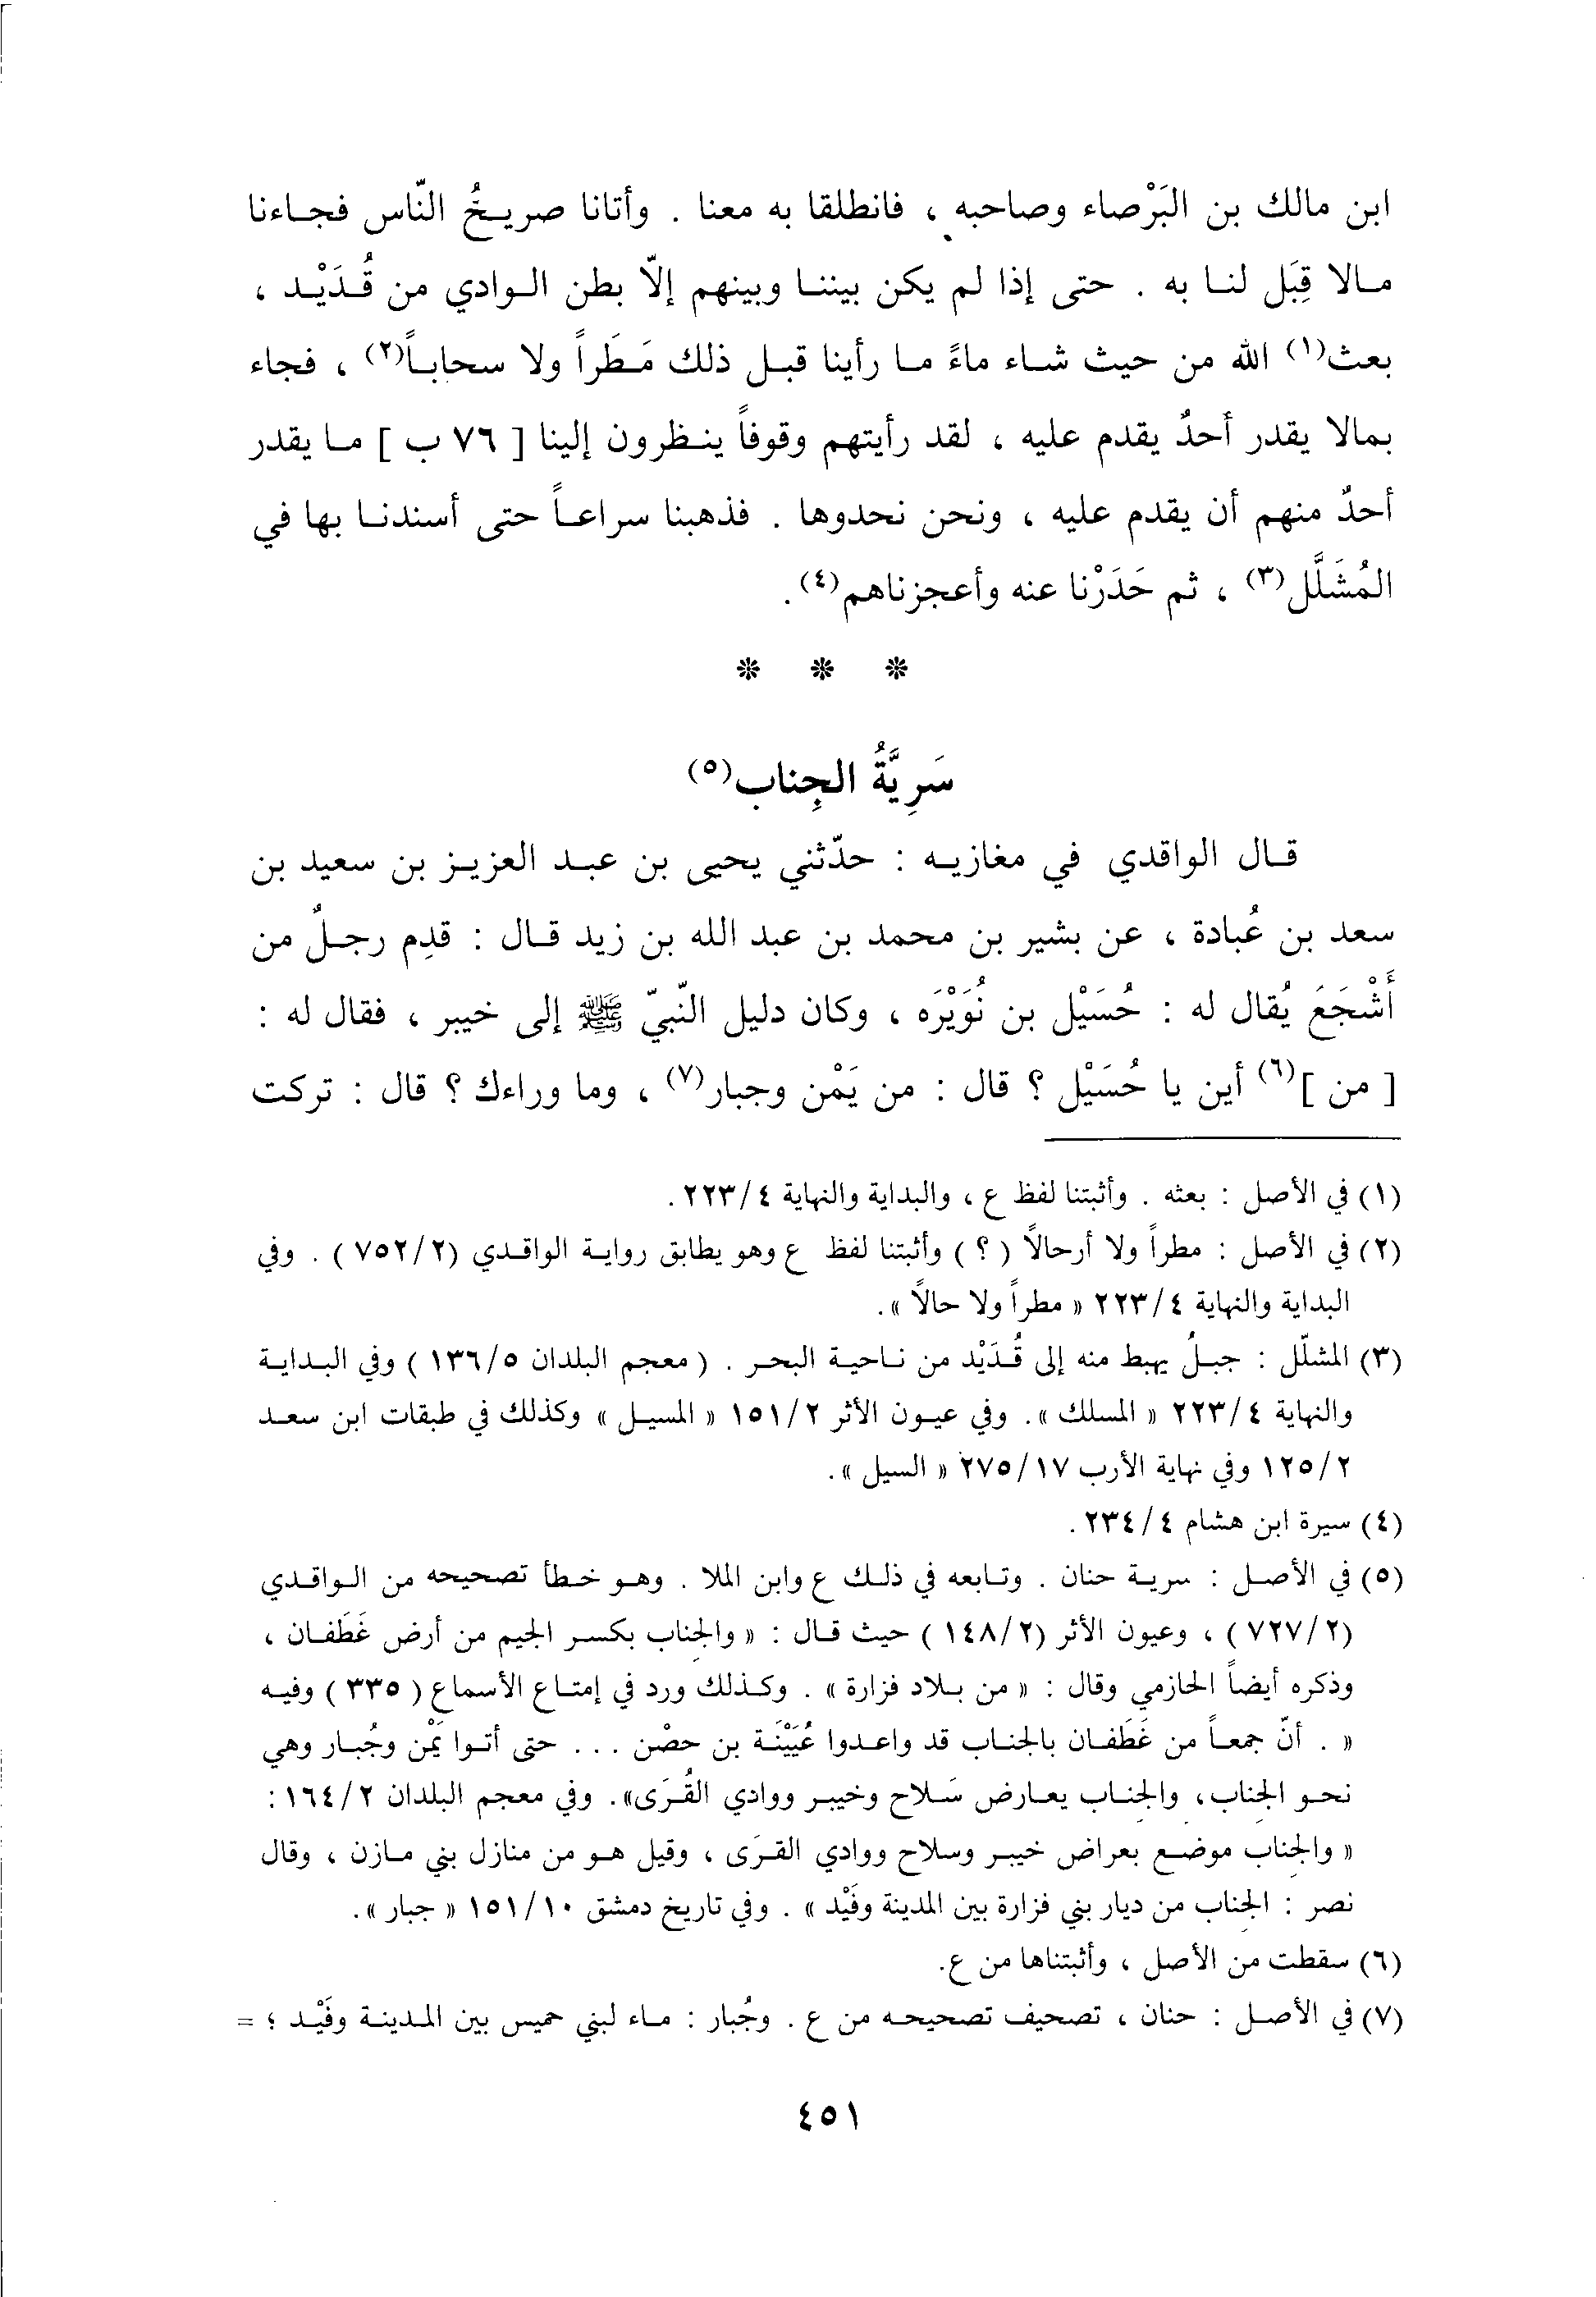 ابن مالك بن البَرْصاء وصاحبه ، فانطلقا به معنا . وأتانا صريخُ النّاس فجاءنا
مالا قِبَل لنا به . حتى إذا لم يكن بيننا وبينهم إلاّ بطن الوادي من قُدَيْد ،
بعث(١) الله من حيث شاء ماءً ما رأينا قبل ذلك مَطَراً ولا سحاباً(٢) ، فجاء
بمالا يقدر أحدٌ يقدم عليه ، لقد رأيتهم وقوفاً ينظرون إلينا [ ٧٦ ب ] ما يقدر
أحدٌ منهم أن يقدم عليه ، ونحن نحدوها . فذهبنا سراعاً حتى أسندنا بها في
المُشَلَّل(٣) ، ثم حَدَرْنا عنه وأعجزناهم(٤).
* * *
سَرِيَّةُ الجِناب(٥)
قال الواقدي في مغازيه : حدّثني يحيى بن عبد العزيز بن سعيد بن
سعد بن عُبادة ، عن بشير بن محمد بن عبد الله بن زيد قال : قدِم رجلٌ من
أَشْجَعَ يُقال له : حُسَيْل بن نُوَيْرَه ، وكان دليل النّبيّ ﷺ إلى خيبر ، فقال له :
[ من ](٦) أين يا حُسَيْل ؟ قال : من يَمْن وجبار(٧) ، وما وراءك ؟ قال : تركت
(١) في الأصل : بعثه . وأثبتنا لفظ ع ، والبداية والنهاية ٢٢٣/٤ .
(٢) في الأصل : مطراً ولا أرحالاً ( ؟ ) وأثبتنا لفظ ع وهو يطابق رواية الواقدي (٧٥٢/٢ ) . وفي
البداية والنهاية ٢٢٣/٤ « مطراً ولا حالاً ».
(٣) المشلّل : جبلٌ يهبط منه إلى قُدَيْد من ناحية البحر . ( معجم البلدان ١٣٦/٥ ) وفي البداية
والنهاية ٢٢٣/٤ « المسلك ». وفي عيون الأثر ١٥١/٢ « المسيل » وكذلك في طبقات ابن سعد
١٢٥/٢ وفي نهاية الأرب ٢٧٥/١٧ « السيل ».
(٤) سيرة ابن هشام ٢٣٤/٤ .
(٥) في الأصل : سرية حنان . وتابعه في ذلك ع وابن الملا . وهو خطأ تصحيحه من الواقدي
(٧٢٧/٢ ) ، وعيون الأثر (١٤٨/٢ ) حيث قال : « والجِناب بكسر الجيم من أرض غَطَفان ،
وذكره أيضاً الحازمي وقال : « من بلاد فزارة » . وكذلك ورد في إمتاع الأسماع ( ٣٣٥ ) وفيه
« . أنّ جمعاً من غَطَفان بالجناب قد واعدوا عُيَيْنَة بن حصْن ... حتى أتوا يَمْن وجُبار وهي
نحو الجناب، والجِناب يعارض سَلاح وخيبر ووادي القُرَى». وفي معجم البلدان ١٦٤/٢ :
« والجناب موضع بعراض خيبر وسلاح ووادي القرَى ، وقيل هو من منازل بني مازن ، وقال
نصر : الجِناب من ديار بني فزارة بين المدينة وفَيْد » . وفي تاريخ دمشق ١٥١/١٠ « جبار ».
(٦) سقطت من الأصل ، وأثبتناها من ع.
(٧) في الأصل : حنان ، تصحيف تصحيحه من ع . وجُبار : ماء لبني حميس بين المدينة وفَيْد ؛ =
٤٥١